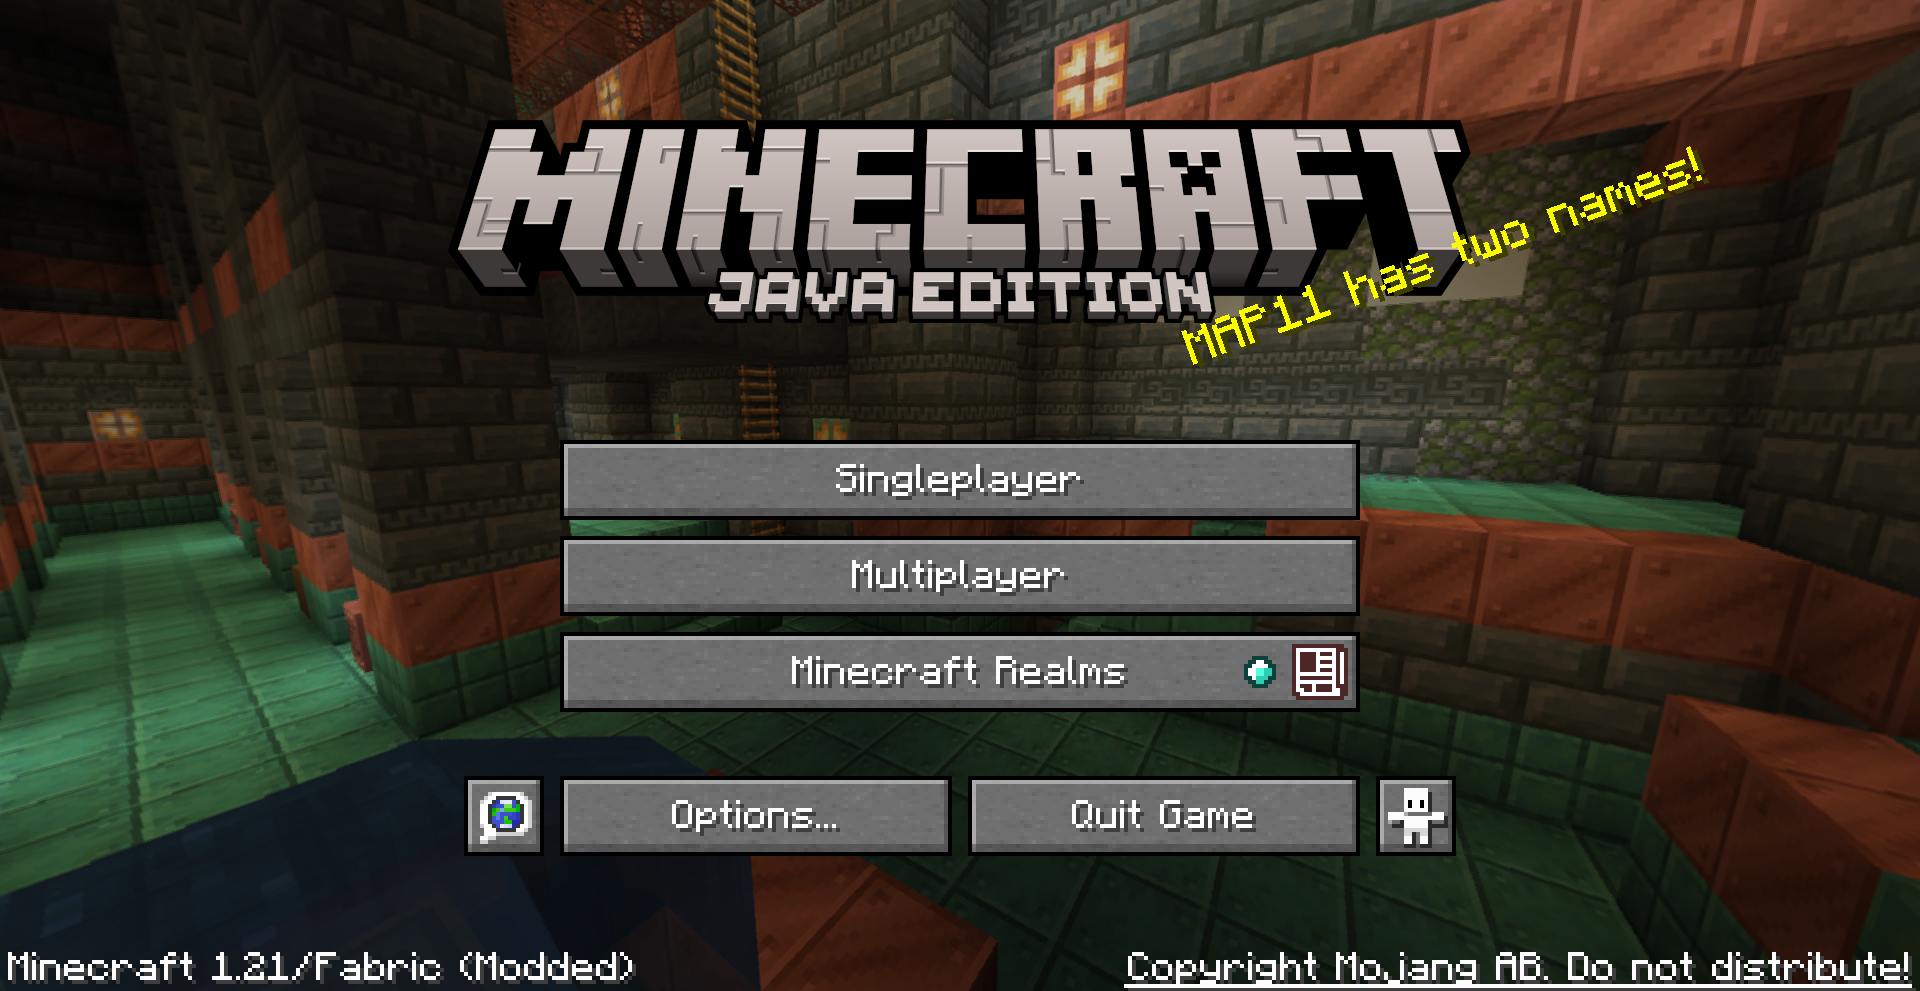 MINECRAFT
JAVA EDITION
MAP11 has two names!
Singleplayer
Multiplayer
Minecraft Realms
Options...
Quit Game
Minecraft 1.21/Fabric (Modded)
Copyright Mojang AB. Do not distribute!